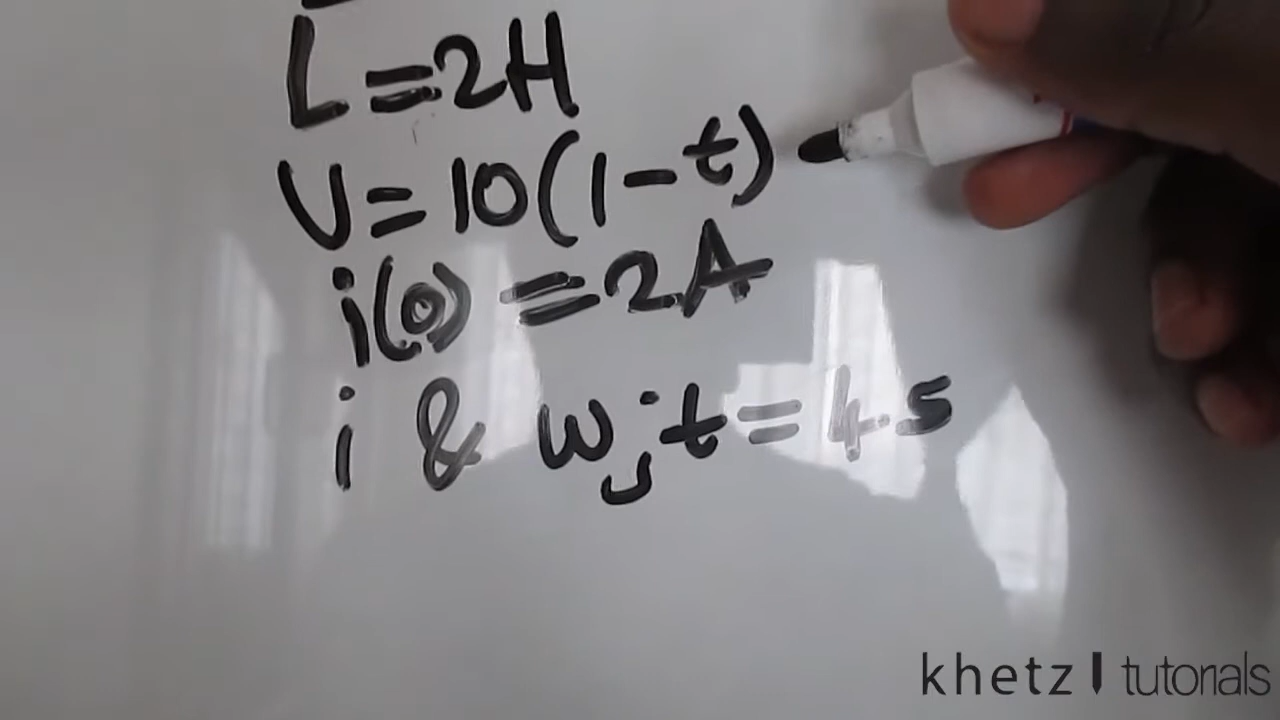 L=2H
V=10(1-t)
i(0)=2A
i & w; t=4s
khetz tutorials